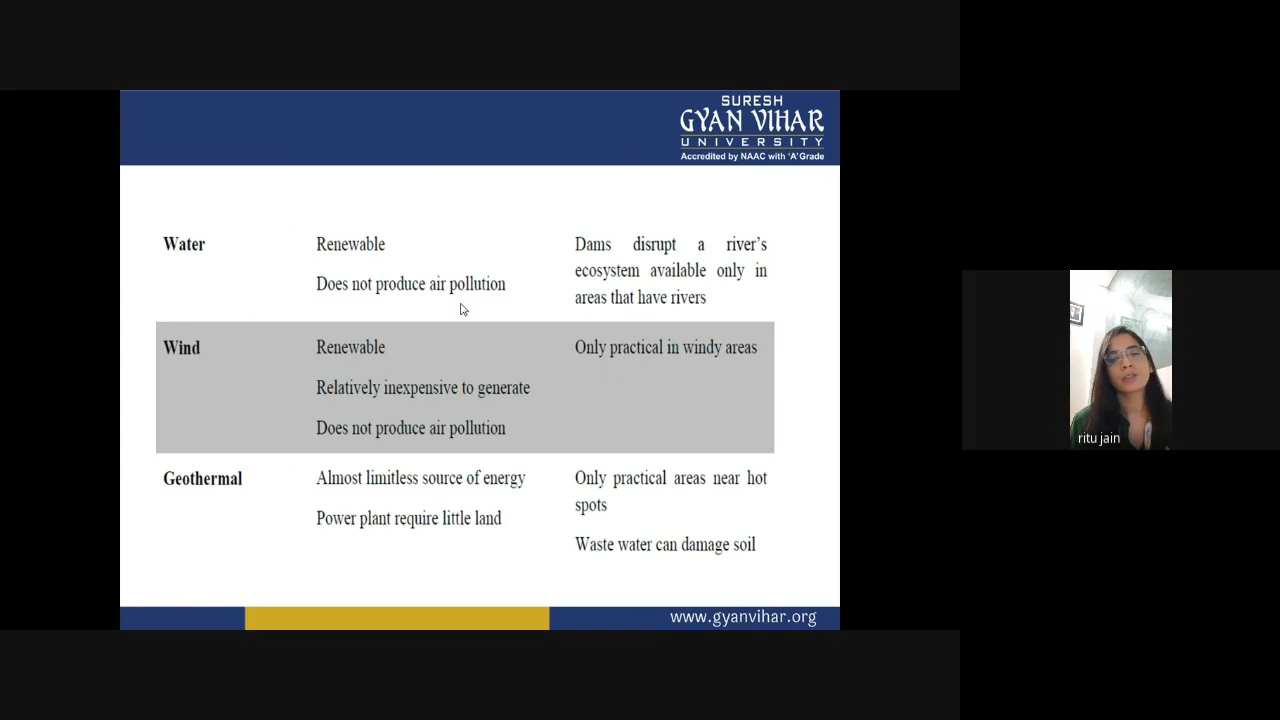 SURESH
GYAN VIHAR
UNIVERSITY
Accredited by NAAC with 'A' Grade
Water
Renewable
Does not produce air pollution
Dams disrupt a river's
ecosystem available only in
areas that have rivers
Wind
Renewable
Relatively inexpensive to generate
Does not produce air pollution
Only practical in windy areas
Geothermal
Almost limitless source of energy
Power plant require little land
Only practical areas near hot
spots
Waste water can damage soil
www.gyanvihar.org
ritu jain